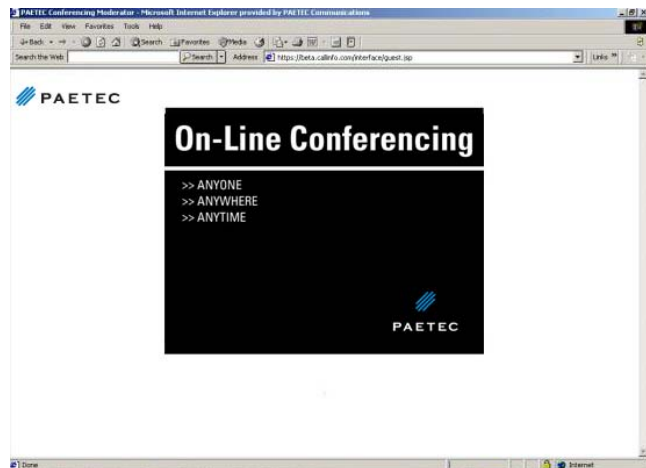 PAETEC Conferencing Moderator - Microsoft Internet Explorer provided by PAETEC Communications
File Edit View Favorites Tools Help
Back Search Favorites Media
Search the Web Search Address https://beta.callinfo.com/interface/guest.jsp Links »
PAETEC
On-Line Conferencing
>> ANYONE
>> ANYWHERE
>> ANYTIME
PAETEC
Done Internet